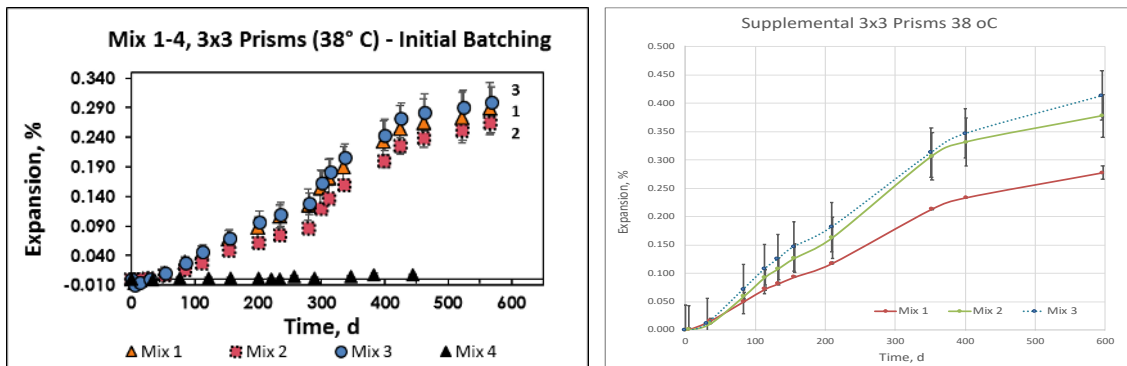 Mix 1-4, 3x3 Prisms (38° C) - Initial Batching
Expansion, %
0.340
0.290
0.240
0.190
0.140
0.090
0.040
-0.010
3
1
2
0 100 200 300 400 500 600
Time, d
Mix 1 Mix 2 Mix 3 Mix 4
Supplemental 3x3 Prisms 38 oC
Expansion, %
0.500
0.450
0.400
0.350
0.300
0.250
0.200
0.150
0.100
0.050
0.000
0 100 200 300 400 500 600
Time, d
Mix 1 Mix 2 Mix 3